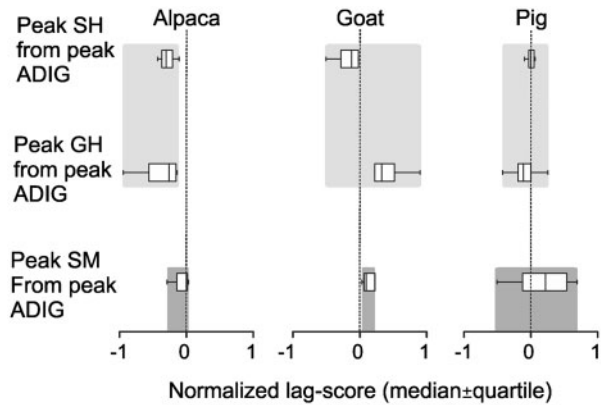 Alpaca Goat Pig
Peak SH
from peak
ADIG
Peak GH
from peak
ADIG
Peak SM
From peak
ADIG
-1 0 1 -1 0 1 -1 0 1
Normalized lag-score (median±quartile)